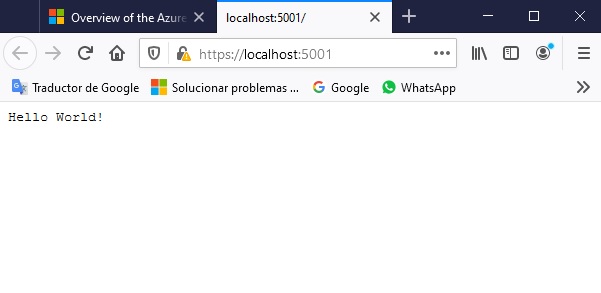 Overview of the Azure
localhost:5001/
https://localhost:5001
Traductor de Google
Solucionar problemas ...
Google
WhatsApp
Hello World!